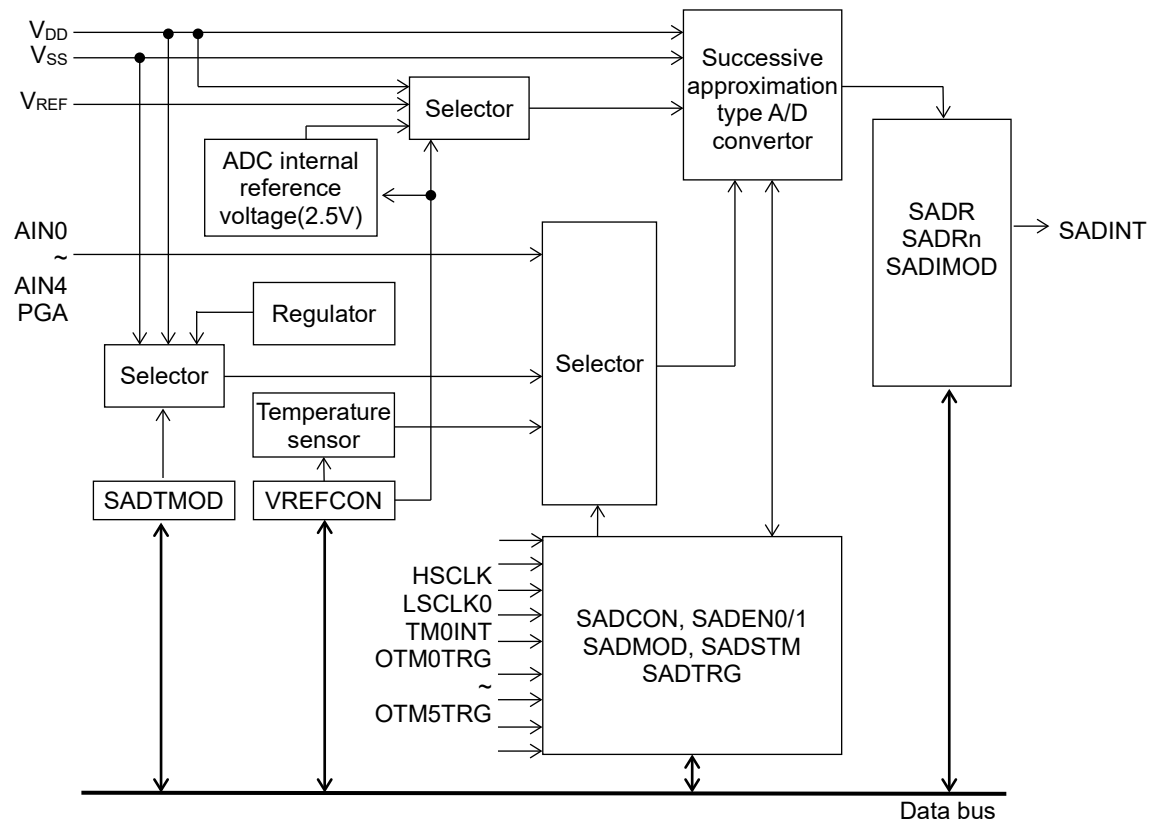 VDD
VSS
VREF
Selector
Successive
approximation
type A/D
convertor
ADC internal
reference
voltage(2.5V)
SADR
SADRn
SADIMOD
SADINT
AIN0
~
AIN4
PGA
Regulator
Selector
Selector
Temperature
sensor
SADTMOD
VREFCON
HSCLK
LSCLK0
TM0INT
OTM0TRG
~
OTM5TRG
SADCON, SADEN0/1
SADMOD, SADSTM
SADTRG
Data bus